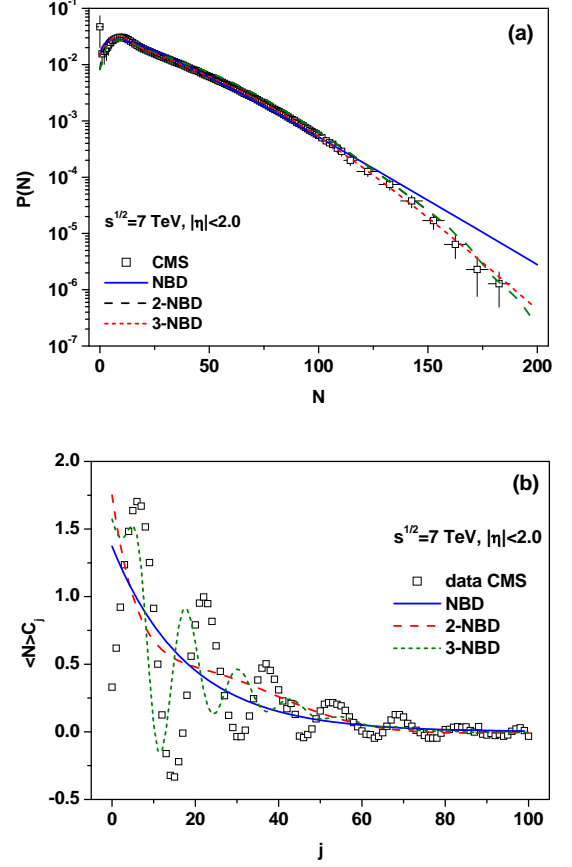 10⁻¹
10⁻²
10⁻³
10⁻⁴
10⁻⁵
10⁻⁶
10⁻⁷
P(N)
(a)
s^{1/2}=7 TeV, |η|<2.0
CMS
NBD
2-NBD
3-NBD
0 50 100 150 200
N
2.0
1.5
1.0
0.5
0.0
-0.5
<N>C_j
(b)
s^{1/2}=7 TeV, |η|<2.0
data CMS
NBD
2-NBD
3-NBD
0 20 40 60 80 100
j